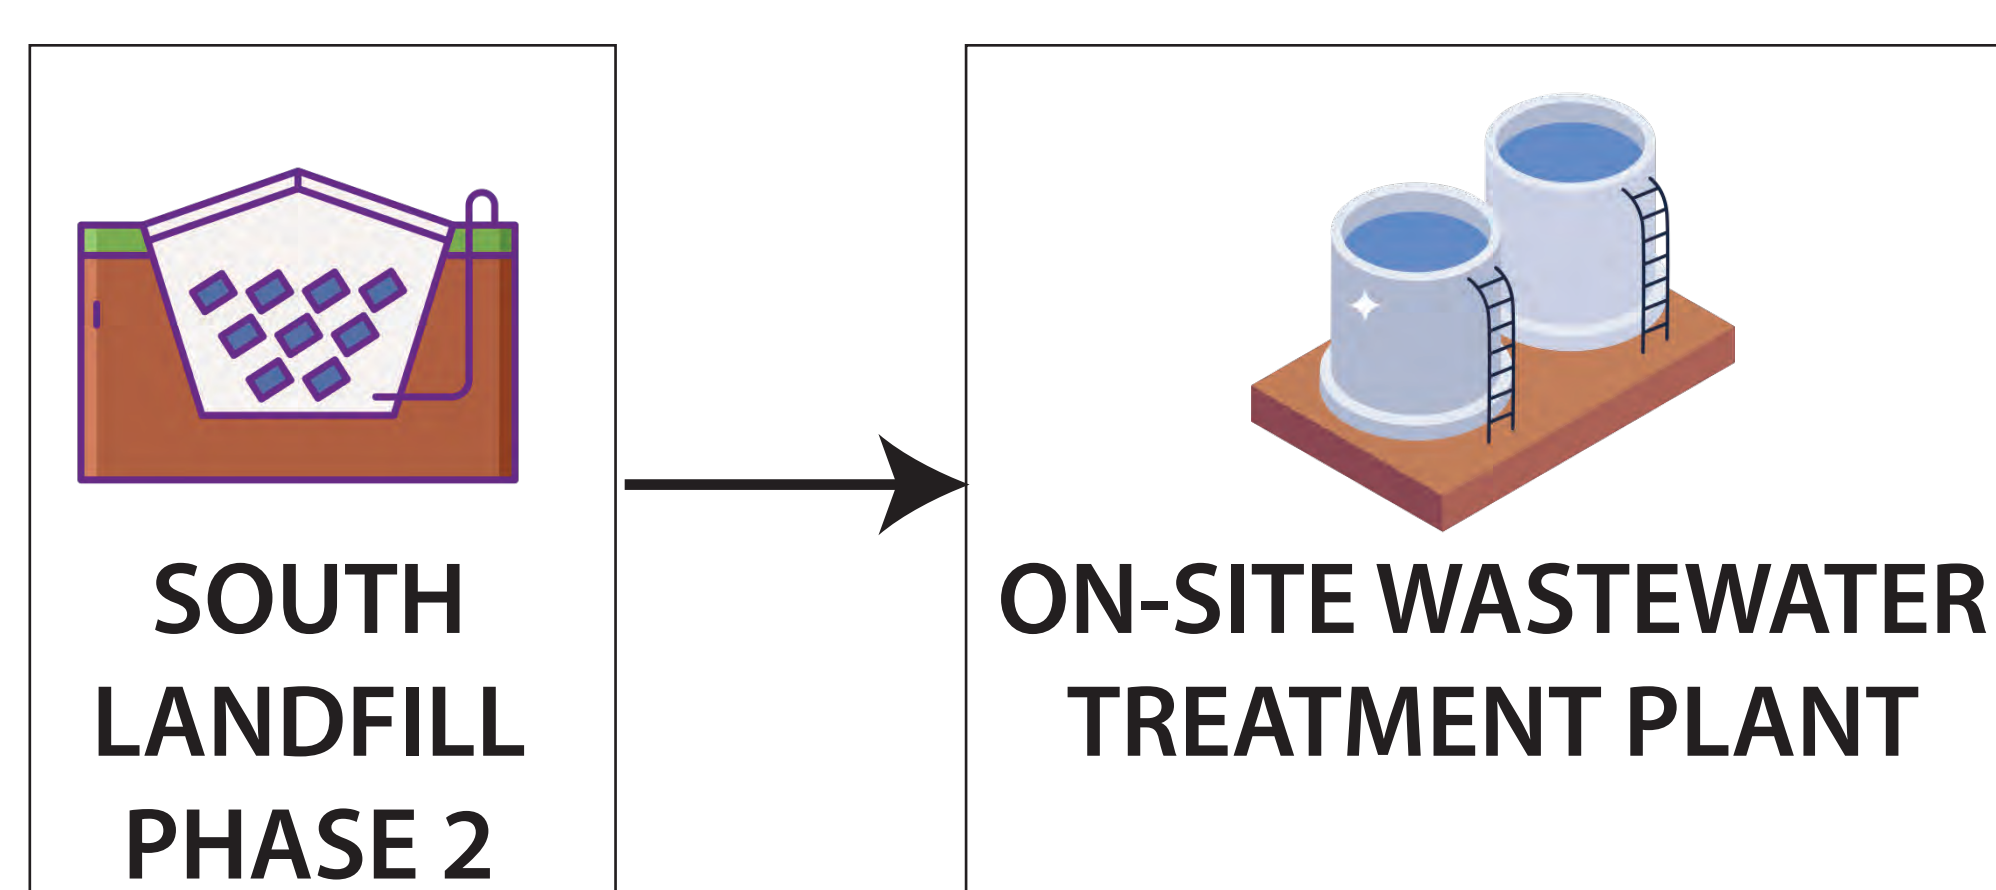 SOUTH
LANDFILL
PHASE 2
ON-SITE WASTEWATER
TREATMENT PLANT